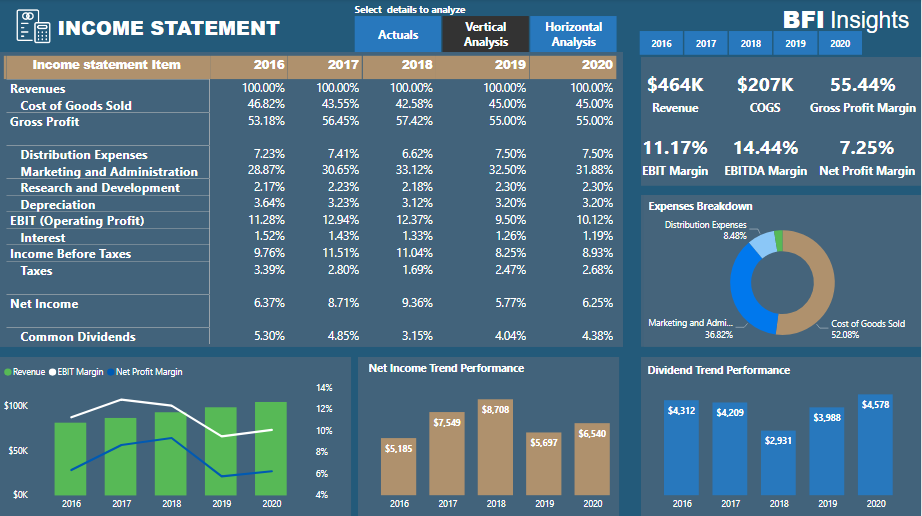 INCOME STATEMENT
Select details to analyze
Actuals
Vertical Analysis
Horizontal Analysis
BFI Insights
2016 2017 2018 2019 2020
Income statement Item 2016 2017 2018 2019 2020
Revenues 100.00% 100.00% 100.00% 100.00% 100.00%
Cost of Goods Sold 46.82% 43.55% 42.58% 45.00% 45.00%
Gross Profit 53.18% 56.45% 57.42% 55.00% 55.00%
Distribution Expenses 7.23% 7.41% 6.62% 7.50% 7.50%
Marketing and Administration 28.87% 30.65% 33.12% 32.50% 31.88%
Research and Development 2.17% 2.23% 2.18% 2.30% 2.30%
Depreciation 3.64% 3.23% 3.12% 3.20% 3.20%
EBIT (Operating Profit) 11.28% 12.94% 12.37% 9.50% 10.12%
Interest 1.52% 1.43% 1.33% 1.26% 1.19%
Income Before Taxes 9.76% 11.51% 11.04% 8.25% 8.93%
Taxes 3.39% 2.80% 1.69% 2.47% 2.68%
Net Income 6.37% 8.71% 9.36% 5.77% 6.25%
Common Dividends 5.30% 4.85% 3.15% 4.04% 4.38%
$464K $207K 55.44%
Revenue COGS Gross Profit Margin
11.17% 14.44% 7.25%
EBIT Margin EBITDA Margin Net Profit Margin
Expenses Breakdown
Distribution Expenses
8.48%
Marketing and Admi...
36.82%
Cost of Goods Sold
52.08%
Revenue EBIT Margin Net Profit Margin
$100K
$50K
$0K
14%
12%
10%
8%
6%
4%
2016 2017 2018 2019 2020
Net Income Trend Performance
$5,185 $7,549 $8,708 $5,697 $6,540
2016 2017 2018 2019 2020
Dividend Trend Performance
$4,312 $4,209 $2,931 $3,988 $4,578
2016 2017 2018 2019 2020